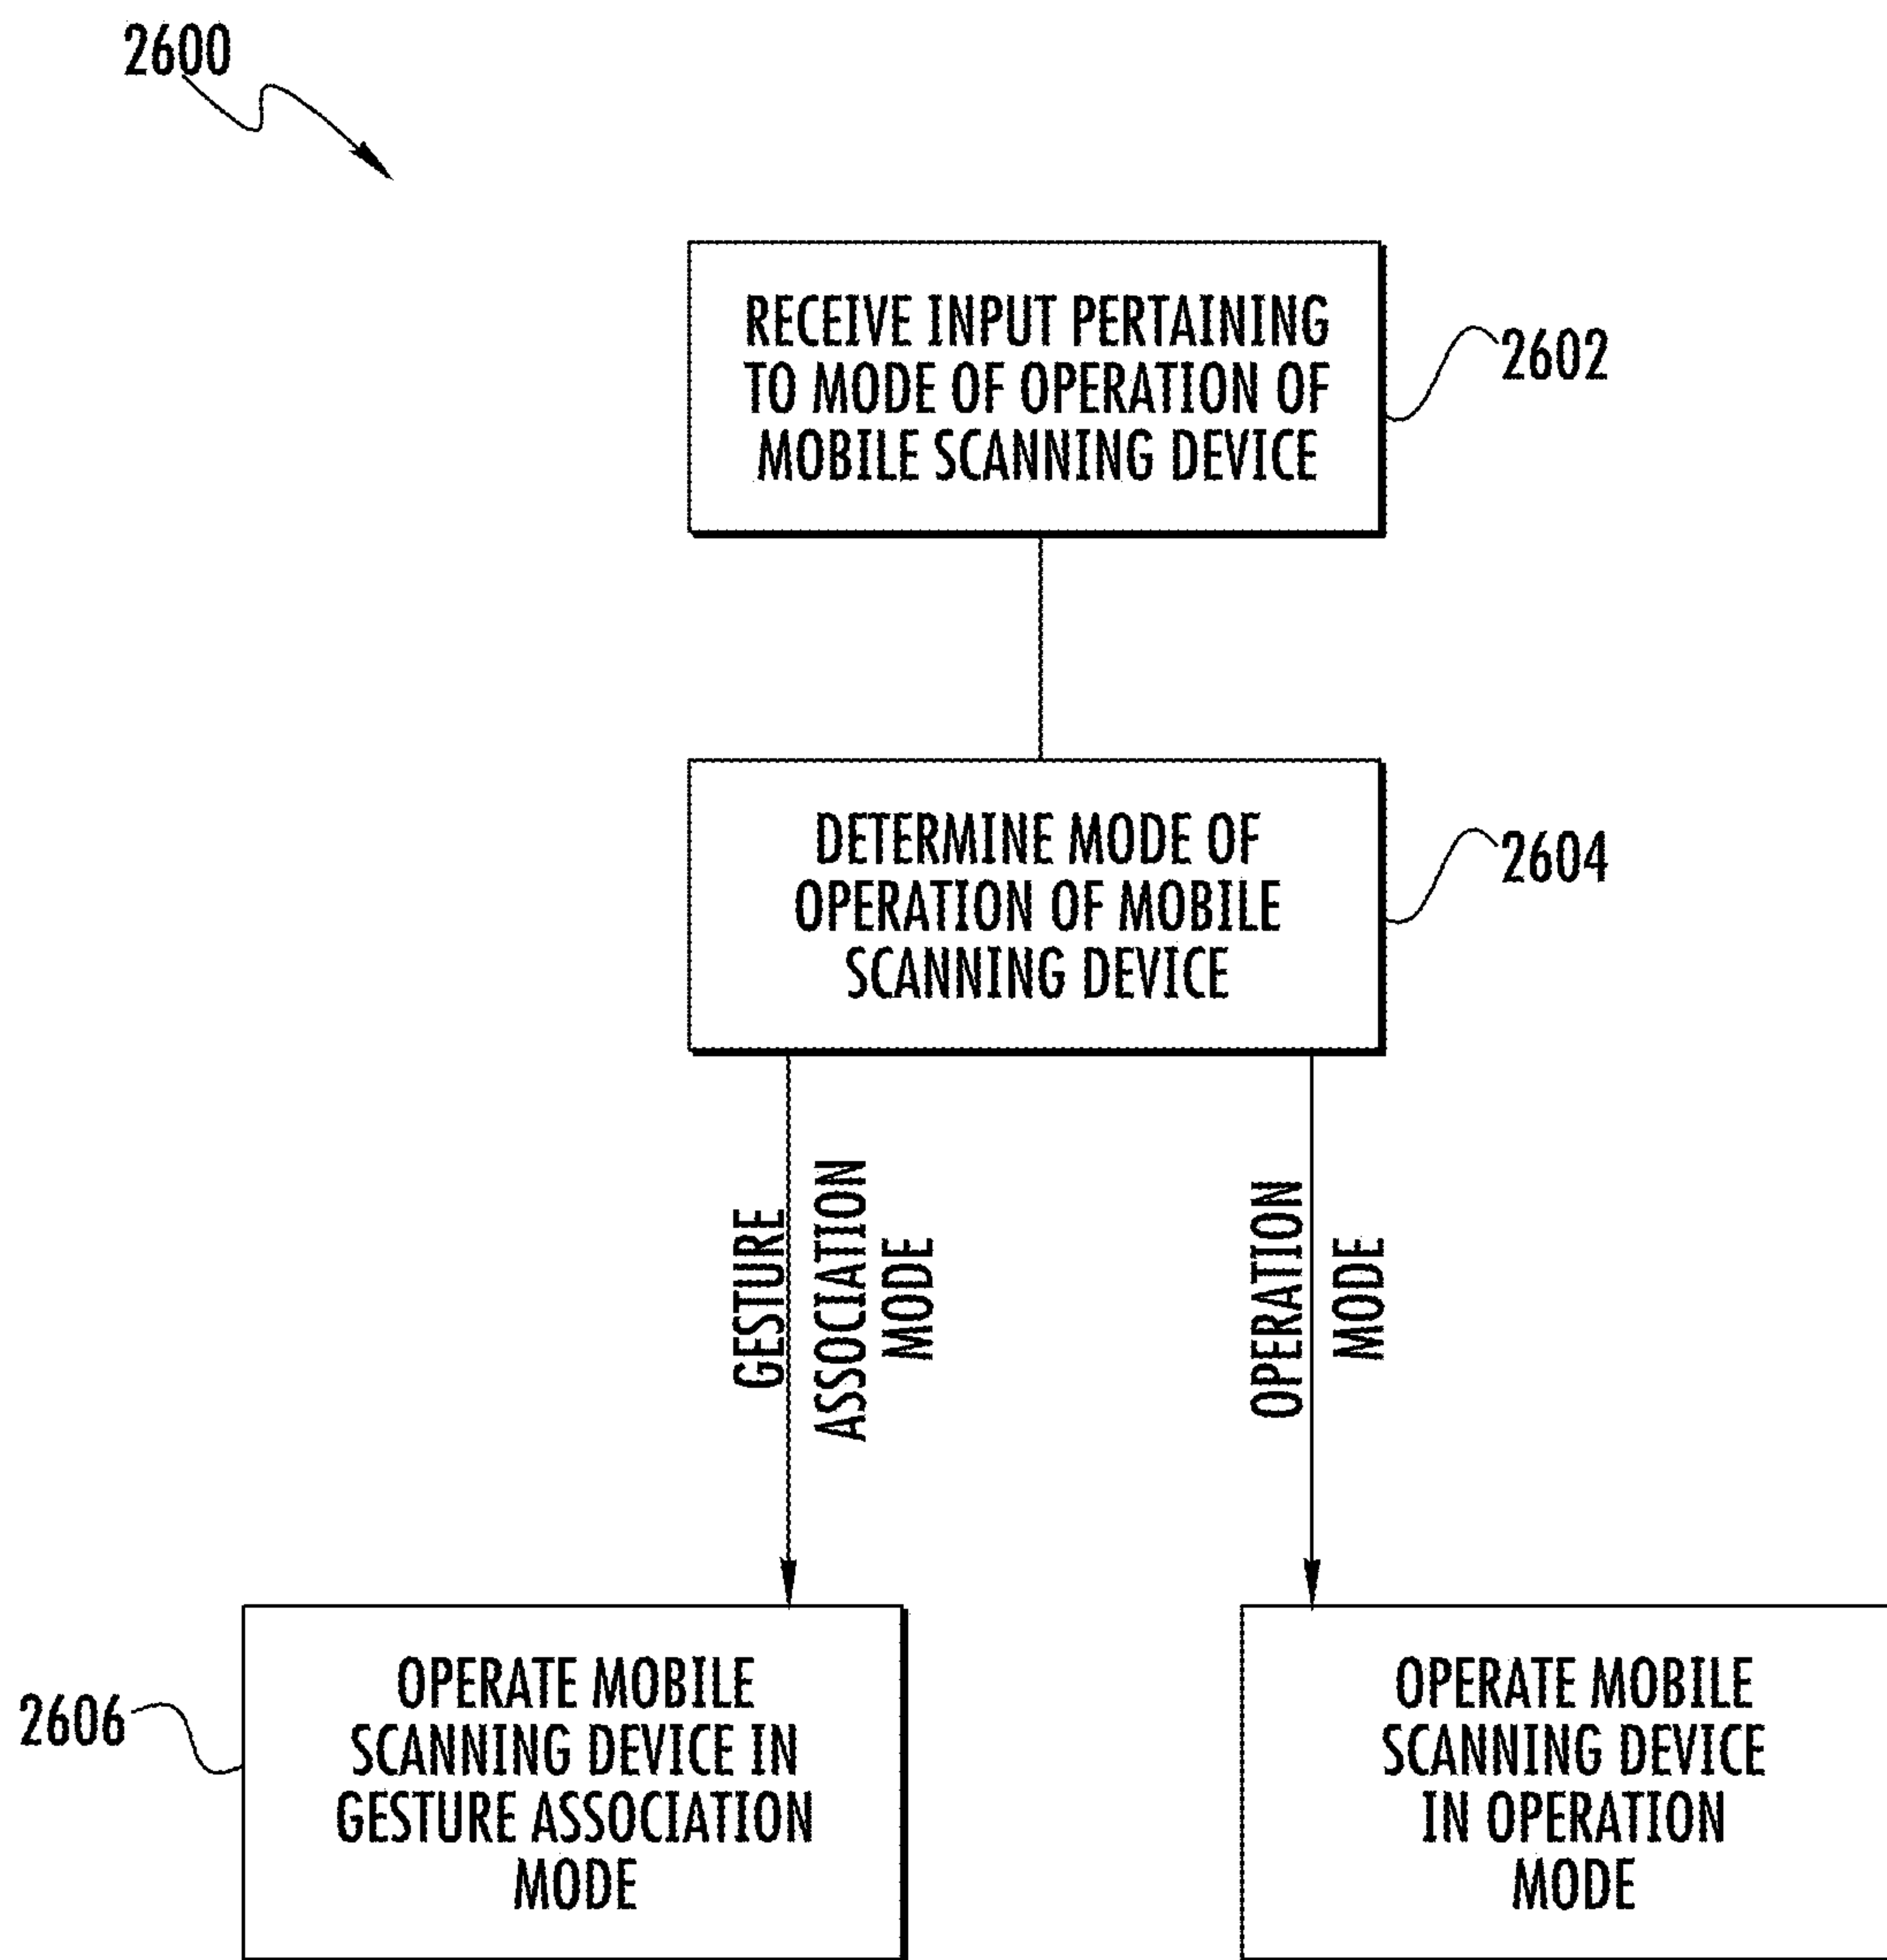 2600
RECEIVE INPUT PERTAINING
TO MODE OF OPERATION OF
MOBILE SCANNING DEVICE
2602
DETERMINE MODE OF
OPERATION OF MOBILE
SCANNING DEVICE
2604
GESTURE
ASSOCIATION
MODE
OPERATION
MODE
2606
OPERATE MOBILE
SCANNING DEVICE IN
GESTURE ASSOCIATION
MODE
OPERATE MOBILE
SCANNING DEVICE
IN OPERATION
MODE